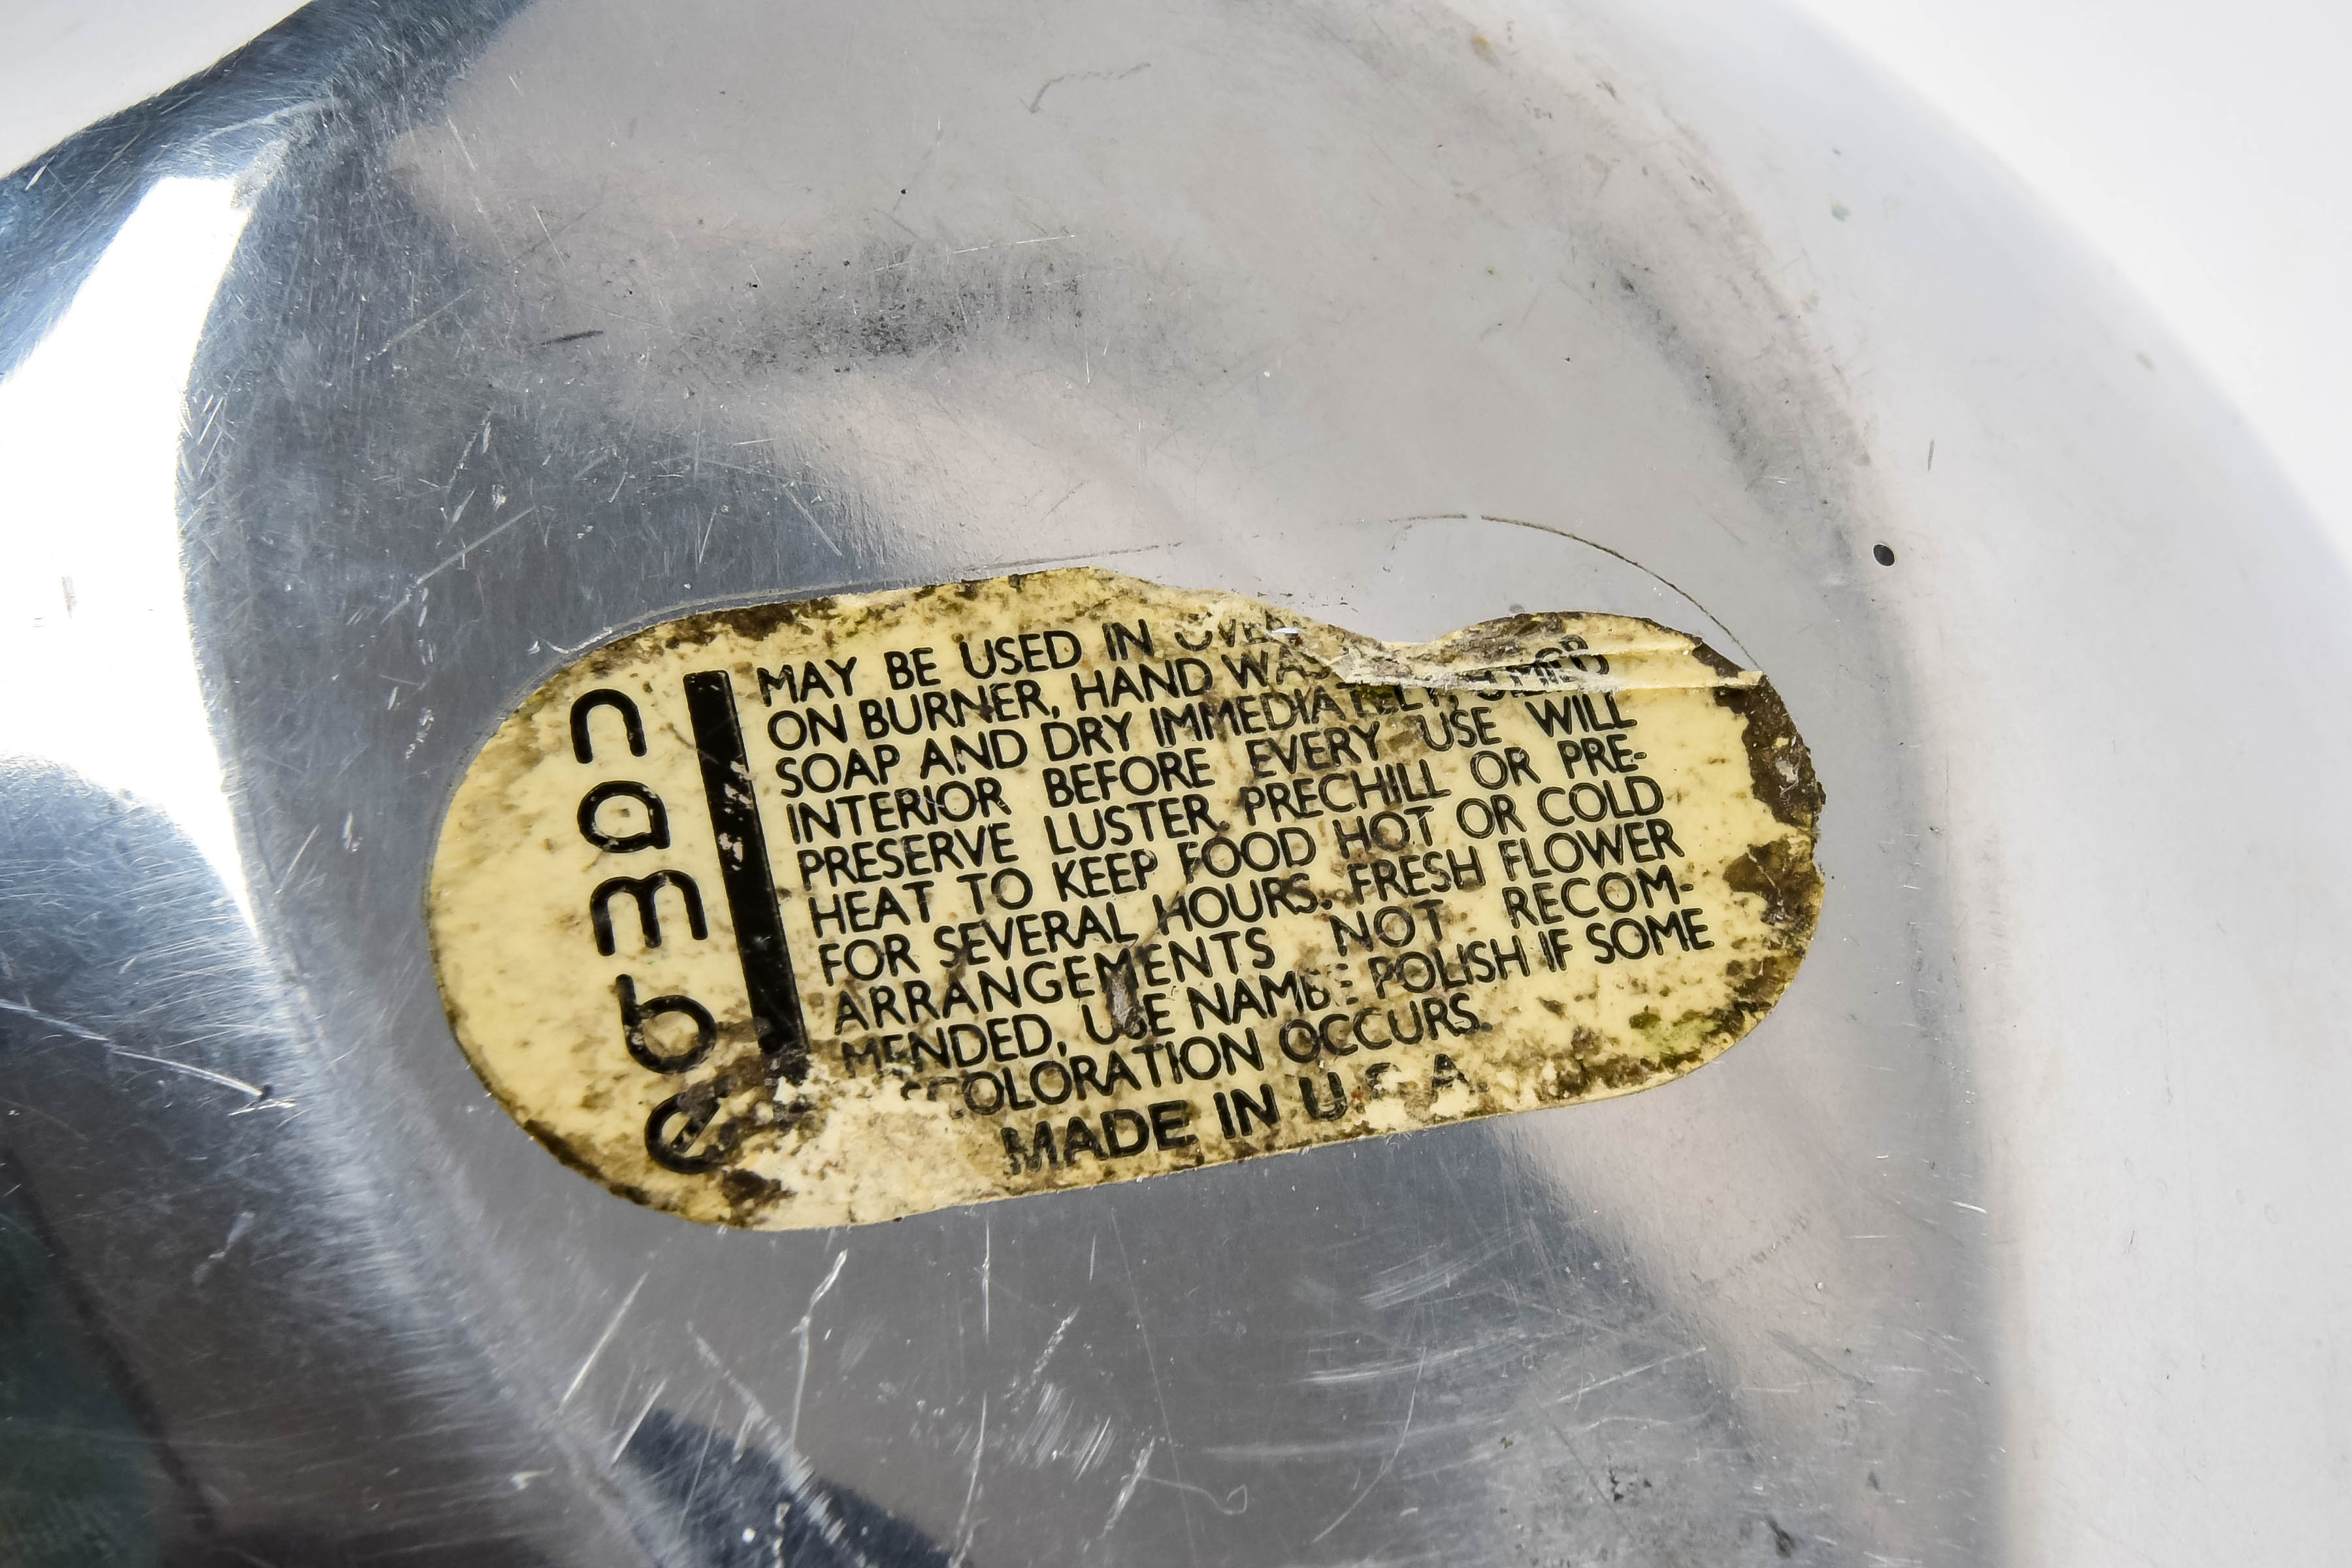 nambe
MAY BE USED IN
ON BURNER, HAND
SOAP AND DRY IMMEDIATELY,
INTERIOR BEFORE EVERY USE WILL
PRESERVE LUSTER. PRECHILL OR PRE-
HEAT TO KEEP FOOD HOT OR COLD
FOR SEVERAL HOURS. FRESH FLOWER
ARRANGEMENTS NOT RECOM-
MENDED, USE NAMBE POLISH IF SOME
OCCURS.
MADE IN U.S.A.